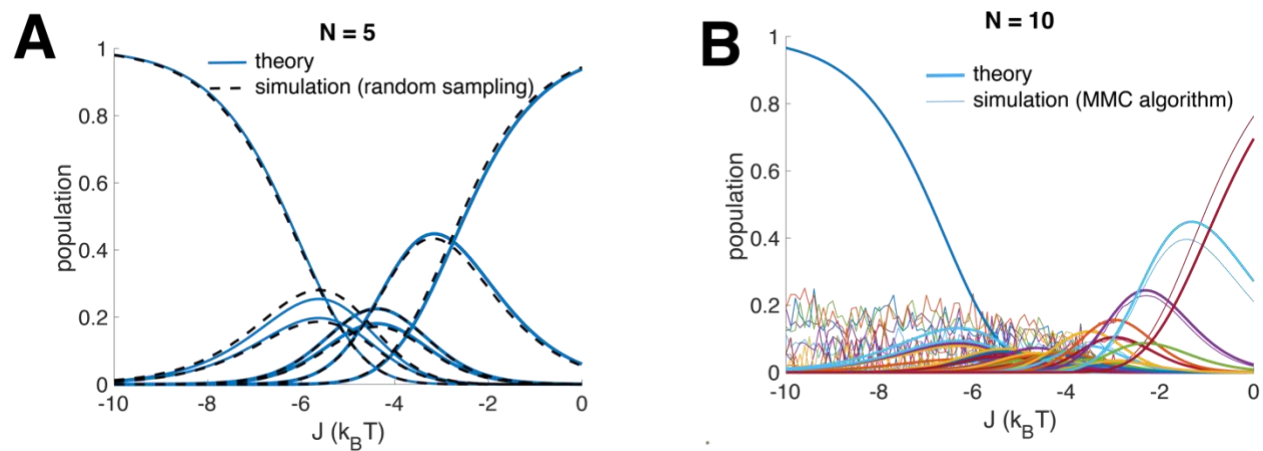 A
N = 5
theory
simulation (random sampling)
population
1
0.8
0.6
0.4
0.2
0
-10
-8
-6
-4
-2
0
J (k_BT)
B
N = 10
theory
simulation (MMC algorithm)
population
1
0.8
0.6
0.4
0.2
0
-10
-8
-6
-4
-2
0
J (k_BT)